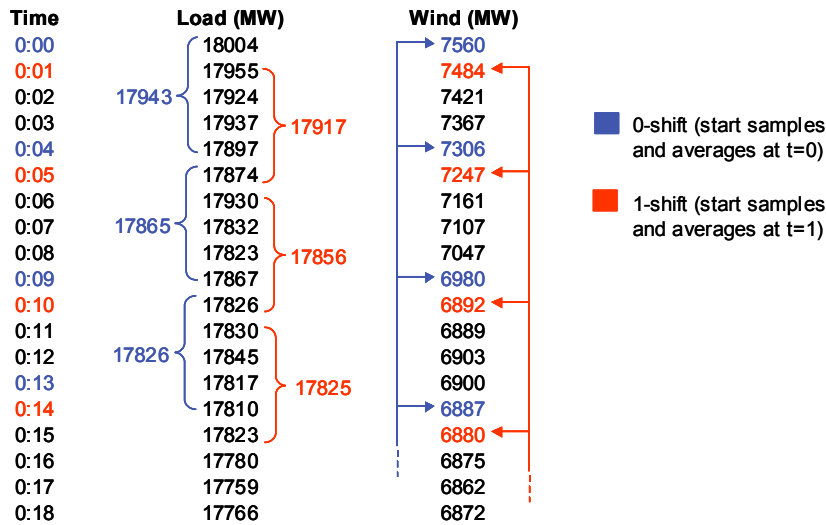 Time Load (MW) Wind (MW)
0:00 18004 7560
0:01 17955 7484
0:02 17943 17924 7421
0:03 17937 17917 7367
0:04 17897 7306
0:05 17874 7247
0:06 17930 7161
0:07 17865 17832 7107
0:08 17823 17856 7047
0:09 17867 6980
0:10 17826 6892
0:11 17830 6889
0:12 17826 17845 6903
0:13 17817 17825 6900
0:14 17810 6887
0:15 17823 6880
0:16 17780 6875
0:17 17759 6862
0:18 17766 6872
0-shift (start samples
and averages at t=0)
1-shift (start samples
and averages at t=1)